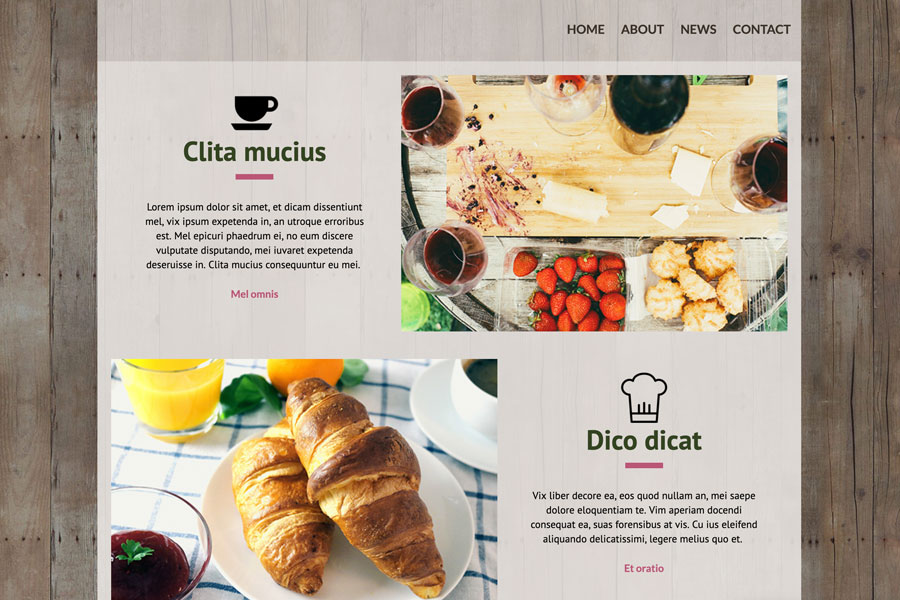 HOME ABOUT NEWS CONTACT
Clita mucius
Lorem ipsum dolor sit amet, et dicam dissentiunt
mel, vix ipsum expetenda in, an utroque erroribus
est. Mel epicuri phaedrum ei, no eum discere
vulputate disputando, mei iuvaret expetenda
deseruisse in. Clita mucius consequuntur eu mei.
Mel omnis
Dico dicat
Vix liber decore ea, eos quod nullam an, mei saepe
dolore eloquentiam te. Vim aperiam docendi
consequat ea, suas forensibus at vis. Cu ius eleifend
aliquando delicatissimi, legere melius quo et.
Et oratio